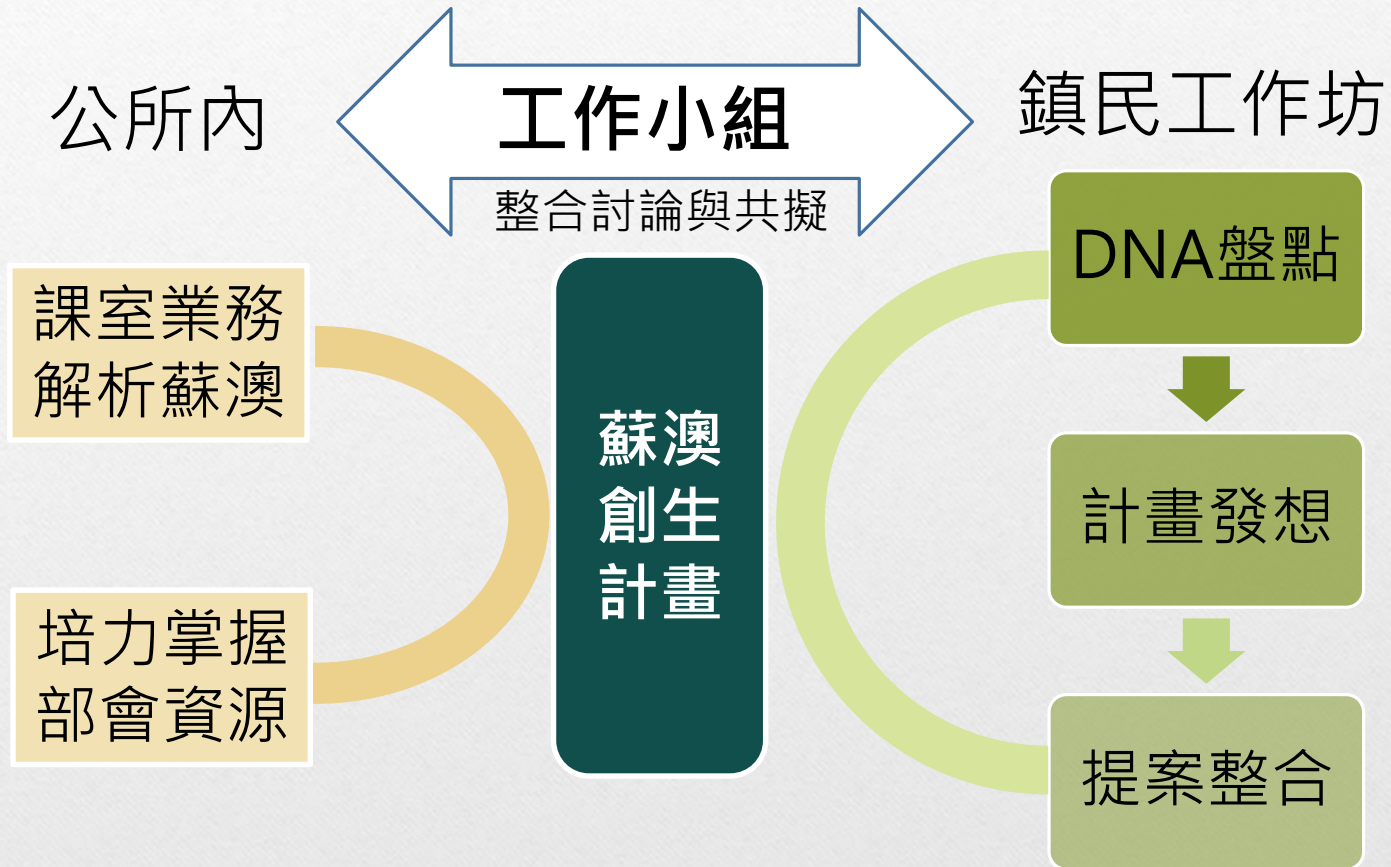 公所內
工作小組
整合討論與共擬
鎮民工作坊
課室業務
解析蘇澳
培力掌握
部會資源
蘇澳
創生
計畫
DNA盤點
計畫發想
提案整合